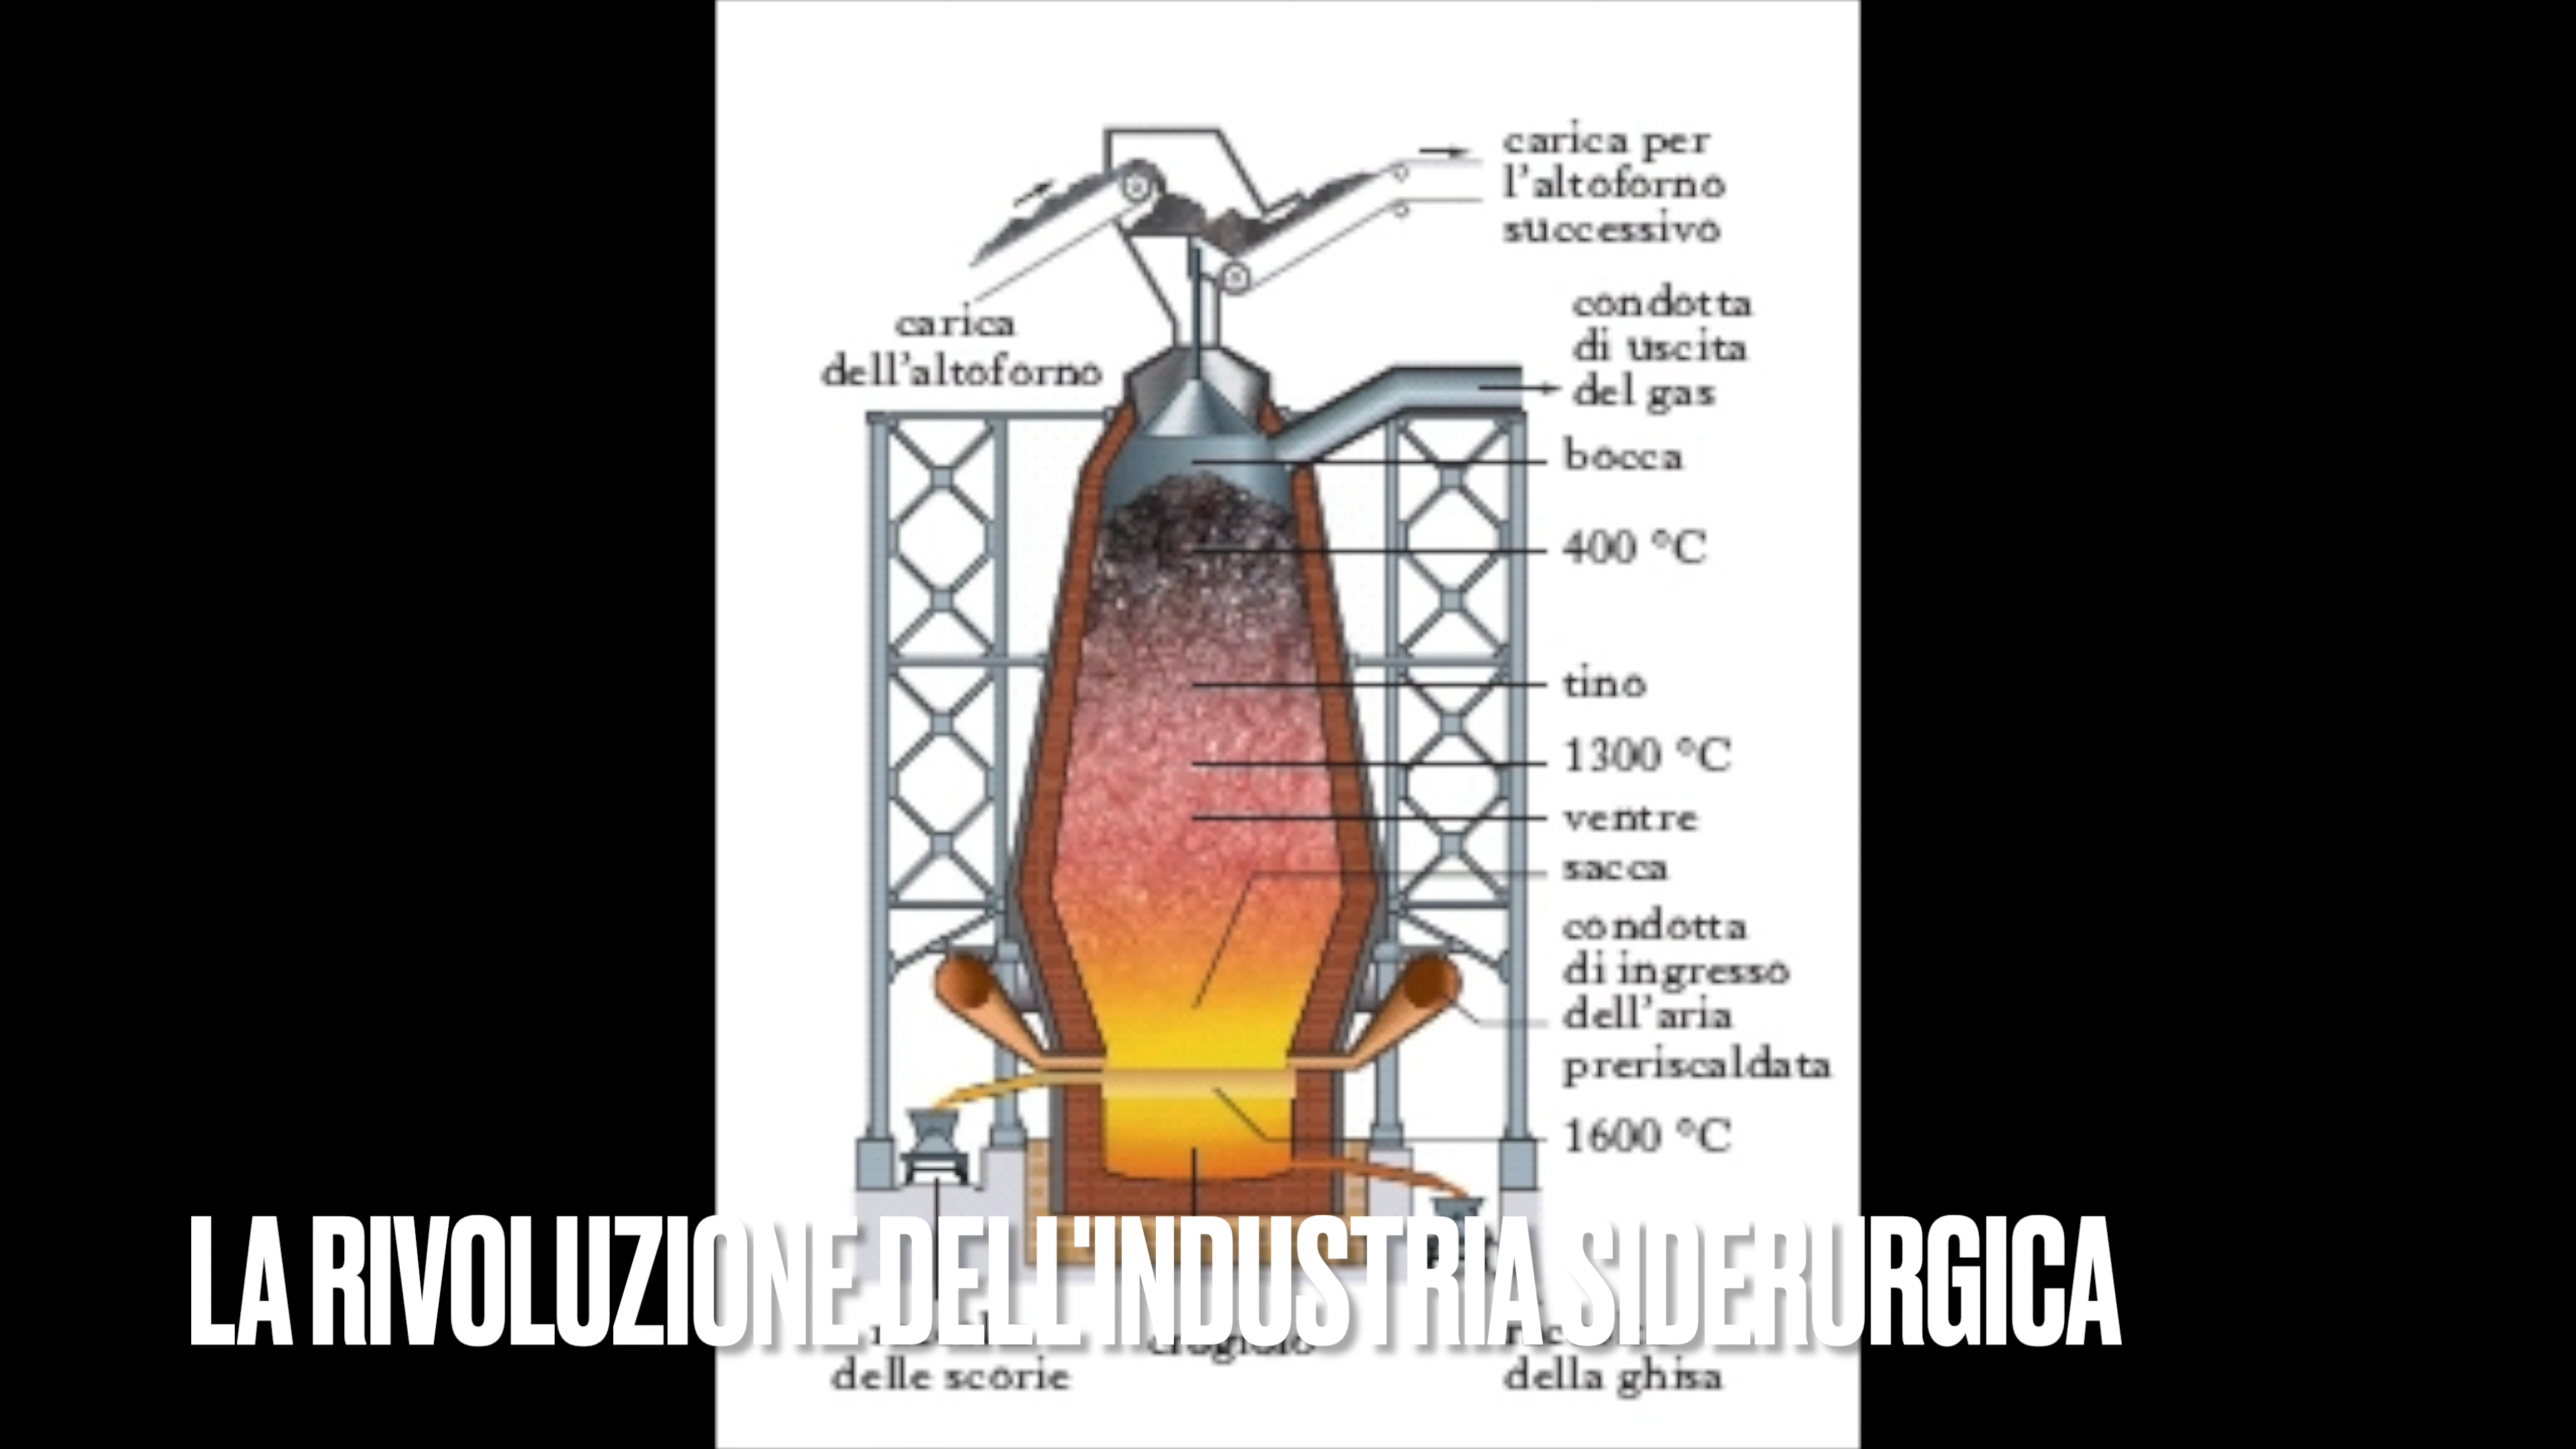 carica per
l'altoforno
successivo
carica
dell'altoforno
condotta
di uscita
del gas
bocca
400 °C
tino
1300 °C
ventre
sacca
condotta
di ingresso
dell'aria
preriscaldata
1600 °C
LA RIVOLUZIONE DELL'INDUSTRIA SIDERURGICA
crogiolo
delle scorie
della ghisa